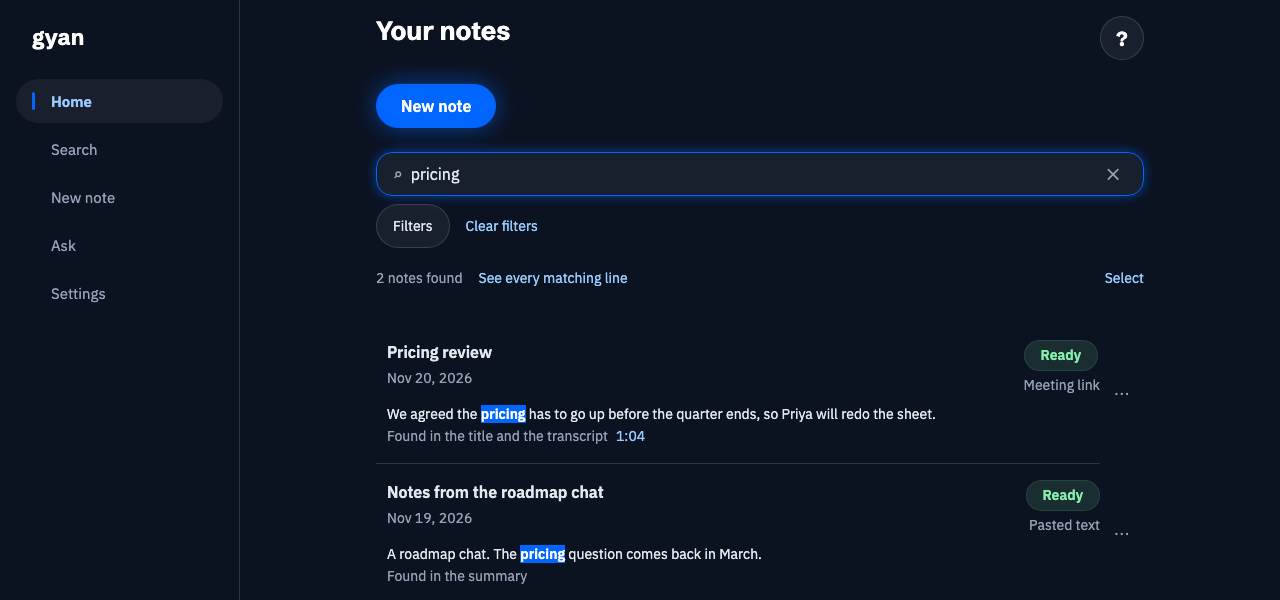 gyan
Home
Search
New note
Ask
Settings
Your notes
?
New note
pricing
Filters
Clear filters
2 notes found
See every matching line
Select
Pricing review
Ready
Nov 20, 2026
Meeting link
...
We agreed the pricing has to go up before the quarter ends, so Priya will redo the sheet.
Found in the title and the transcript 1:04
Notes from the roadmap chat
Ready
Nov 19, 2026
Pasted text
...
A roadmap chat. The pricing question comes back in March.
Found in the summary